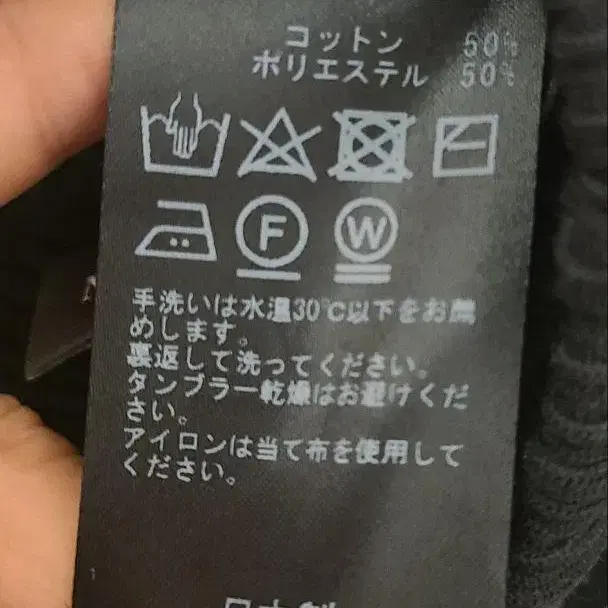 コットン 50%
ポリエステル 50%
F
W
手洗いは水温30℃以下をお薦
めします。
裏返して洗ってください。
タンブラー乾燥はお避けくだ
さい。
アイロンは当て布を使用して
ください。